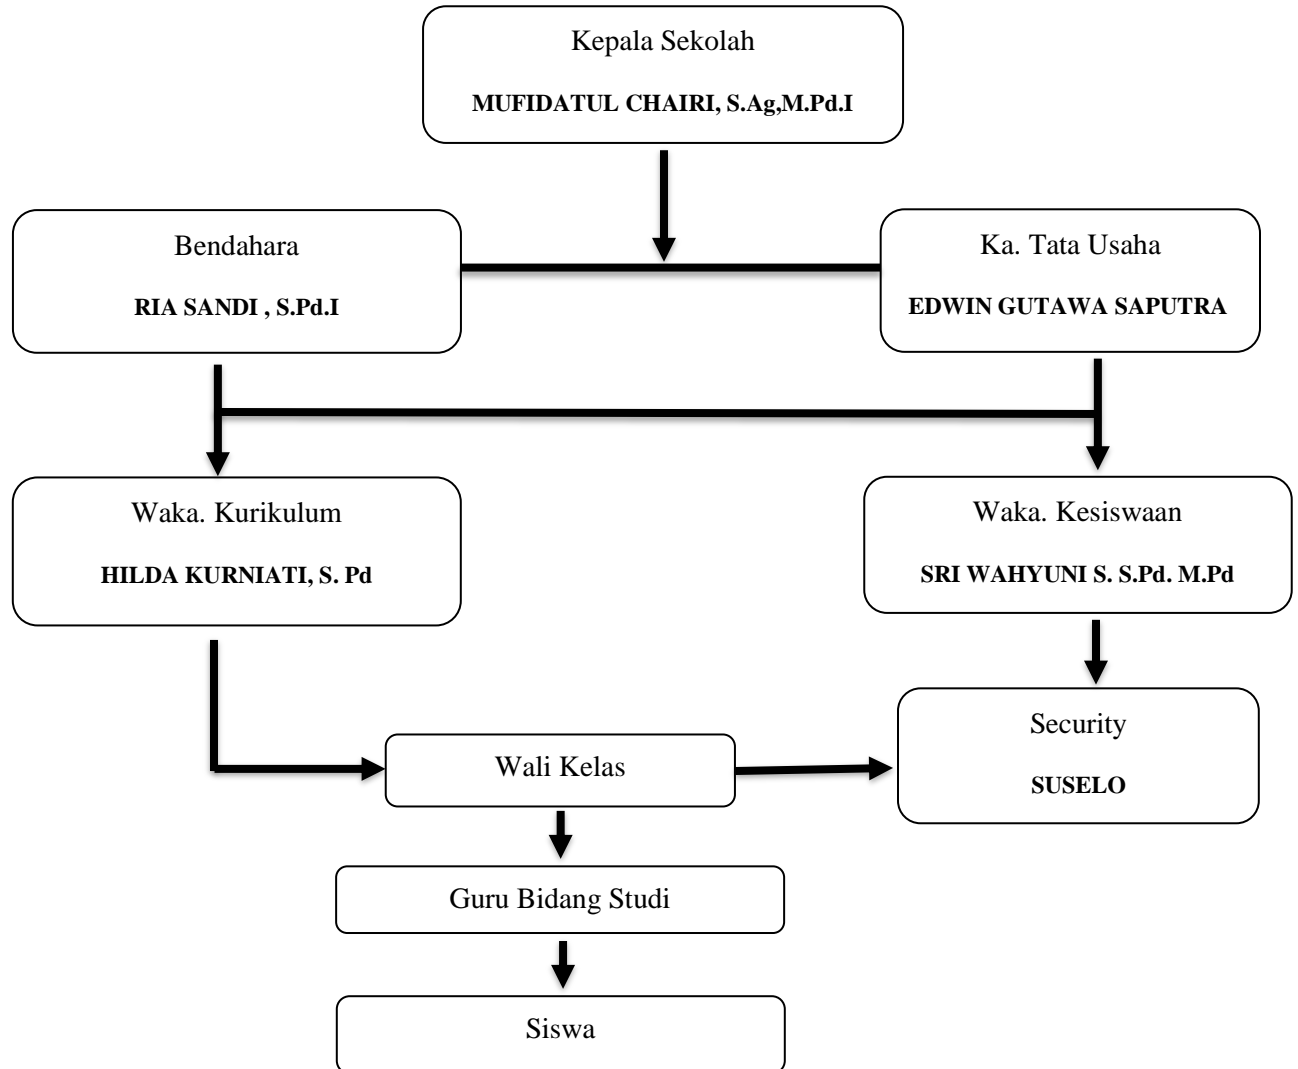 Kepala Sekolah
MUFIDATUL CHAIRI, S.Ag,M.Pd.I
Bendahara
RIA SANDI , S.Pd.I
Ka. Tata Usaha
EDWIN GUTAWA SAPUTRA
Waka. Kurikulum
HILDA KURNIATI, S. Pd
Waka. Kesiswaan
SRI WAHYUNI S. S.Pd. M.Pd
Security
SUSELO
Wali Kelas
Guru Bidang Studi
Siswa